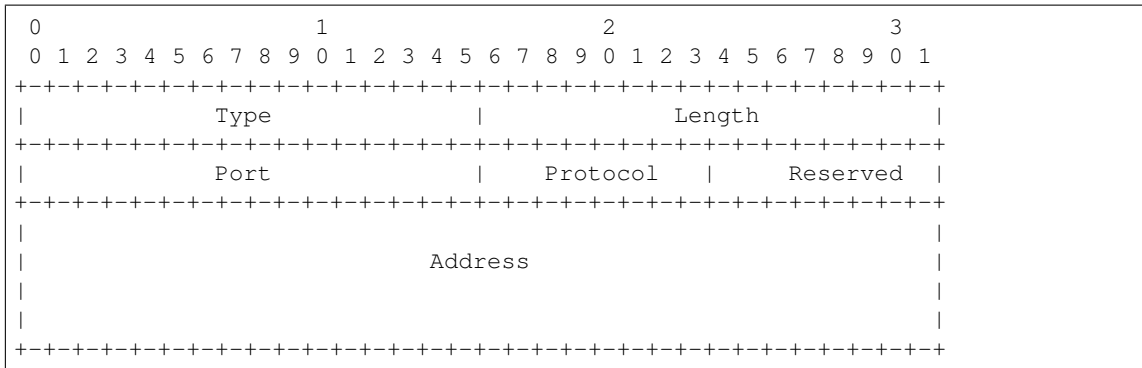 0                   1                   2                   3
0 1 2 3 4 5 6 7 8 9 0 1 2 3 4 5 6 7 8 9 0 1 2 3 4 5 6 7 8 9 0 1
+-+-+-+-+-+-+-+-+-+-+-+-+-+-+-+-+-+-+-+-+-+-+-+-+-+-+-+-+-+-+-+-+
|             Type              |             Length            |
+-+-+-+-+-+-+-+-+-+-+-+-+-+-+-+-+-+-+-+-+-+-+-+-+-+-+-+-+-+-+-+-+
|             Port              |    Protocol   |     Reserved  |
+-+-+-+-+-+-+-+-+-+-+-+-+-+-+-+-+-+-+-+-+-+-+-+-+-+-+-+-+-+-+-+-+
|                                                               |
|                            Address                            |
|                                                               |
|                                                               |
+-+-+-+-+-+-+-+-+-+-+-+-+-+-+-+-+-+-+-+-+-+-+-+-+-+-+-+-+-+-+-+-+